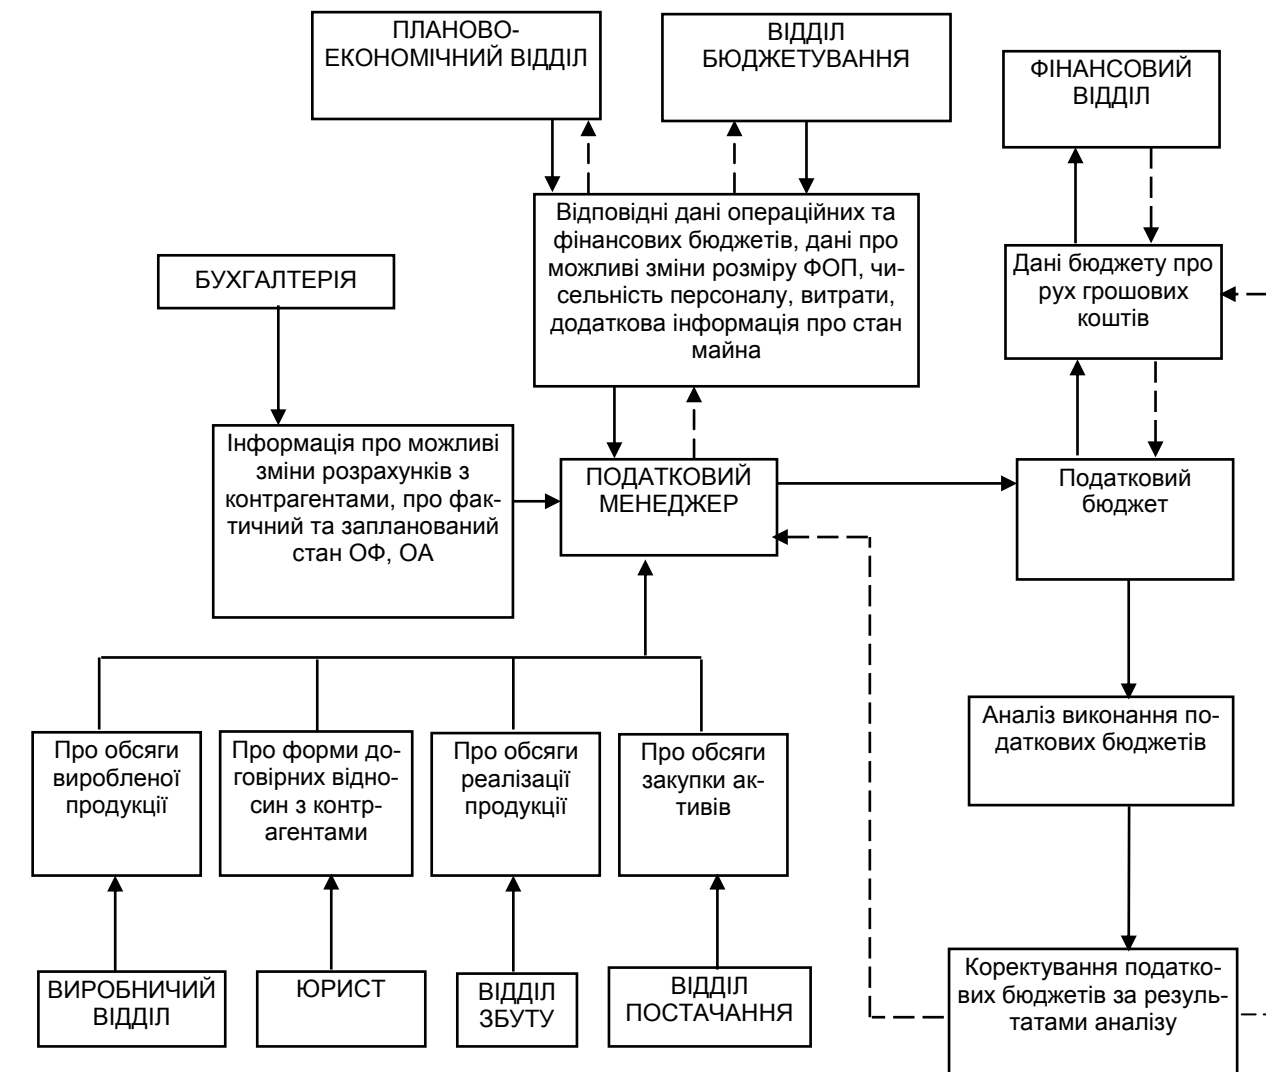 ПЛАНОВО-
ЕКОНОМІЧНИЙ ВІДДІЛ
ВІДДІЛ
БЮДЖЕТУВАННЯ
ФІНАНСОВИЙ
ВІДДІЛ
Відповідні дані операційних та
фінансових бюджетів, дані про
можливі зміни розміру ФОП, чи-
сельність персоналу, витрати,
додаткова інформація про стан
майна
БУХГАЛТЕРІЯ
Дані бюджету про
рух грошових
коштів
Інформація про можливі
зміни розрахунків з
контрагентами, про фак-
тичний та запланований
стан ОФ, ОА
ПОДАТКОВИЙ
МЕНЕДЖЕР
Податковий
бюджет
Про обсяги
виробленої
продукції
Про форми до-
говірних відно-
син з контр-
агентами
Про обсяги
реалізації
продукції
Про обсяги
закупки ак-
тивів
Аналіз виконання по-
даткових бюджетів
ВИРОБНИЧИЙ
ВІДДІЛ
ЮРИСТ
ВІДДІЛ
ЗБУТУ
ВІДДІЛ
ПОСТАЧАННЯ
Коректування податко-
вих бюджетів за резуль-
татами аналізу